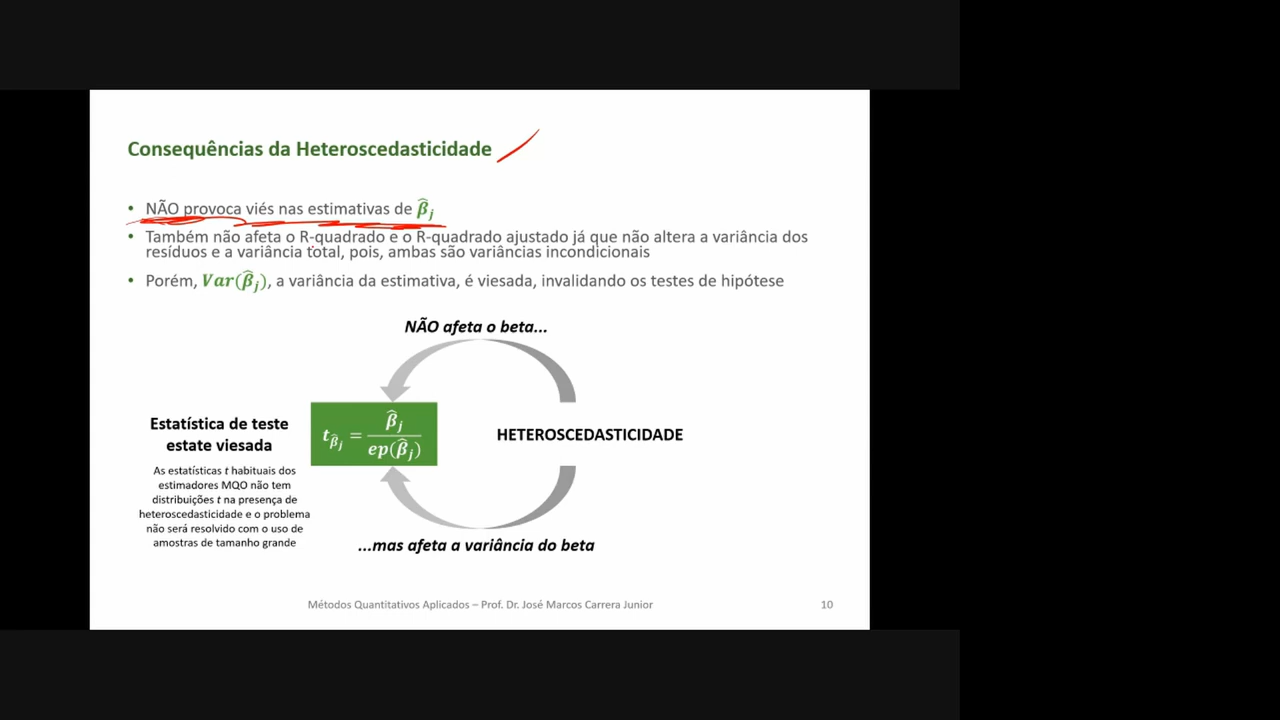 Consequências da Heteroscedasticidade
• NÃO provoca viés nas estimativas de β̂j
• Também não afeta o R-quadrado e o R-quadrado ajustado já que não altera a variância dos
resíduos e a variância total, pois, ambas são variâncias incondicionais
• Porém, Var(β̂j), a variância da estimativa, é viesada, invalidando os testes de hipótese
NÃO afeta o beta...
Estatística de teste
estate viesada
As estatísticas t habituais dos
estimadores MQO não tem
distribuições t na presença de
heteroscedasticidade e o problema
não será resolvido com o uso de
amostras de tamanho grande
t β̂j = β̂j / ep(β̂j)
HETEROSCEDASTICIDADE
...mas afeta a variância do beta
Métodos Quantitativos Aplicados – Prof. Dr. José Marcos Carrera Junior
10